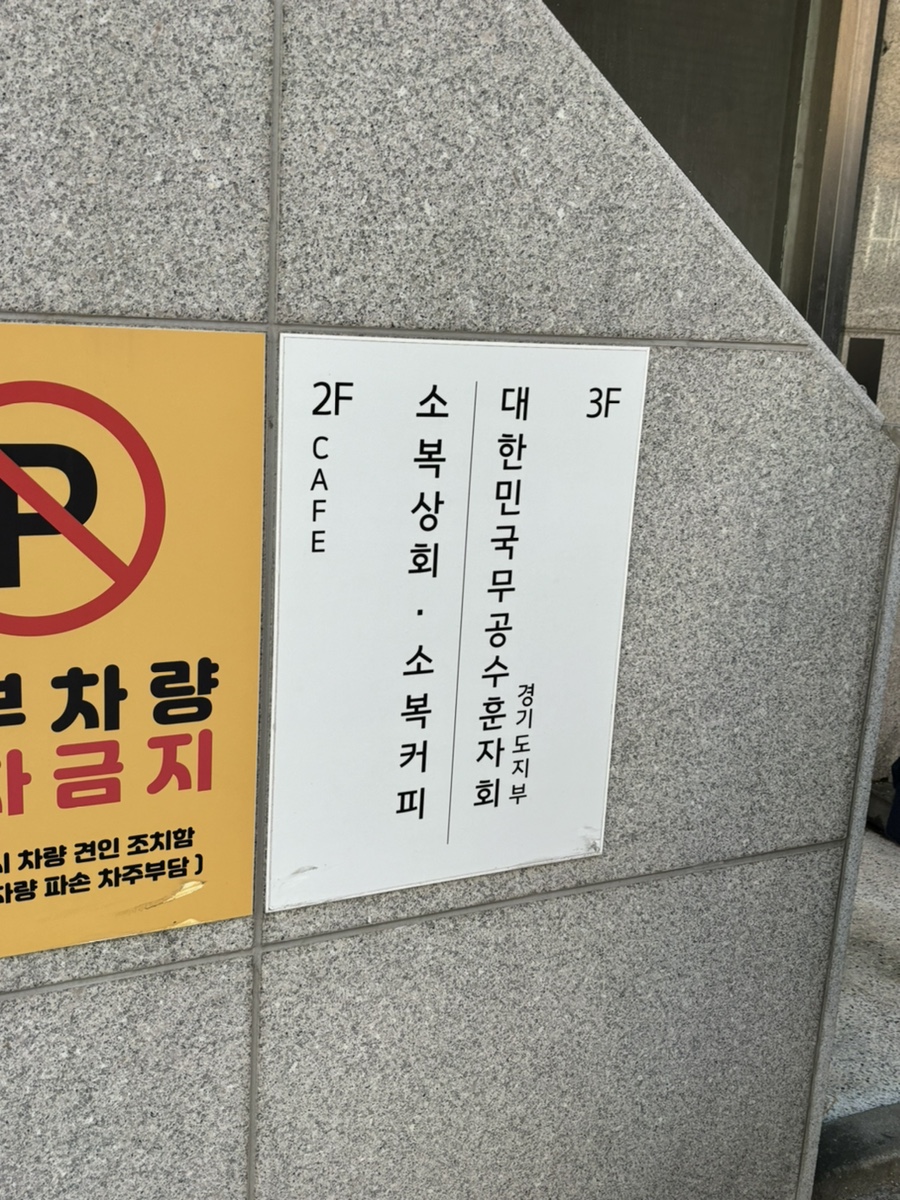 P
차량
금지
차량 견인 조치함
차량 파손 차주부담 )
2F
CAFE
소복상회 · 소복커피
대한민국무공수훈자회
경기도지부
3F